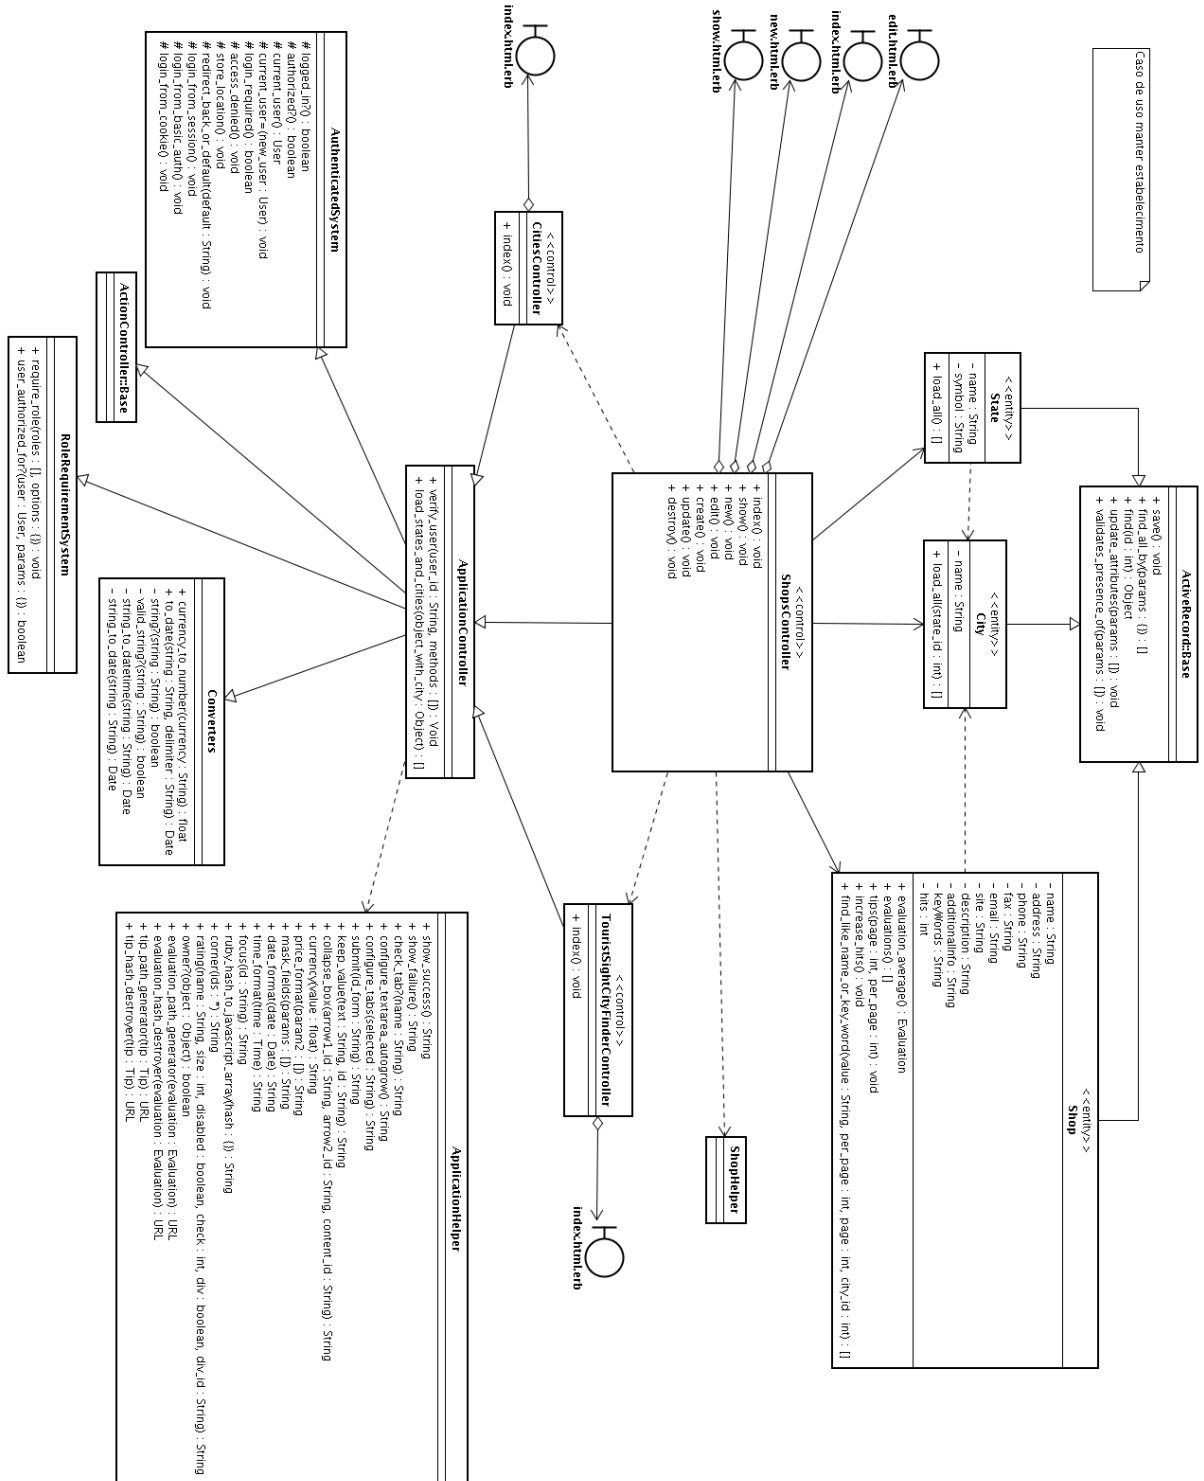 Caso de uso manter estabelecimento
edit.html.erb
index.html.erb
new.html.erb
show.html.erb
index.html.erb
<<entity>>
State
- name : String
- symbol : String
+ load_all() : []
ActiveRecord::Base
+ save() : void
+ find_all_by(params : {}) : []
+ find(id : int) : Object
+ update_attributes(params : []) : void
+ validates_presence_of(params : []) : void
<<entity>>
City
- name : String
+ load_all(state_id : int) : []
<<entity>>
Shop
- name : String
- address : String
- phone : String
- fax : String
- email : String
- site : String
- description : String
- additionalInfo : String
- keyWords : String
- hits : int
+ evaluation_average() : Evaluation
+ evaluations() : []
+ tips(page : int, per_page : int) : void
+ increase_hits() : void
+ find_like_name_or_key_word(value : String, per_page : int, page : int, city_id : int) : []
<<control>>
ShopsController
+ index() : void
+ show() : void
+ new() : void
+ edit() : void
+ create() : void
+ update() : void
+ destroy() : void
ShopHelper
<<control>>
CitiesController
+ index() : void
<<control>>
TouristSightCityFinderController
+ index() : void
index.html.erb
ApplicationController
+ verify_user(user_id : String, methods : []) : Void
+ load_states_and_cities(object_with_city : Object) : []
AuthenticatedSystem
# logged_in?() : boolean
# authorized?() : boolean
# current_user() : User
# current_user=(new_user : User) : void
# login_required() : boolean
# access_denied() : void
# store_location() : void
# redirect_back_or_default(default : String) : void
# login_from_session() : void
# login_from_basic_auth() : void
# login_from_cookie() : void
ActionController::Base
RoleRequirementSystem
+ require_role(roles : [], options : {}) : void
+ user_authorized_for?(user : User, params : {}) : boolean
Converters
+ currency_to_number(currency : String) : float
+ to_date(string : String, delimiter : String) : Date
- string?(string : String) : boolean
- valid_string?(string : String) : boolean
- string_to_datetime(string : String) : Date
- string_to_date(string : String) : Date
ApplicationHelper
+ show_success() : String
+ show_failure() : String
+ check_tab?(name : String) : String
+ configure_textarea_autogrow() : String
+ configure_tabs(selected : String) : String
+ submit(id_form : String) : String
+ keep_value(text : String, id : String) : String
+ collapse_box(arrow1_id : String, arrow2_id : String, content_id : String) : String
+ currency(value : float) : String
+ price_format(param2 : []) : String
+ mask_fields(params : []) : String
+ date_format(date : Date) : String
+ time_format(time : Time) : String
+ focus(id : String) : String
+ ruby_hash_to_javascript_array(hash : {}) : String
+ corner(ids : *) : String
+ rating(name : String, size : int, disabled : boolean, check : int, div : boolean, div_id : String) : String
+ owner?(object : Object) : boolean
+ evaluation_path_generator(evaluation : Evaluation) : URL
+ evaluation_hash_destroyer(evaluation : Evaluation) : URL
+ tip_path_generator(tip : Tip) : URL
+ tip_hash_destroyer(tip : Tip) : URL